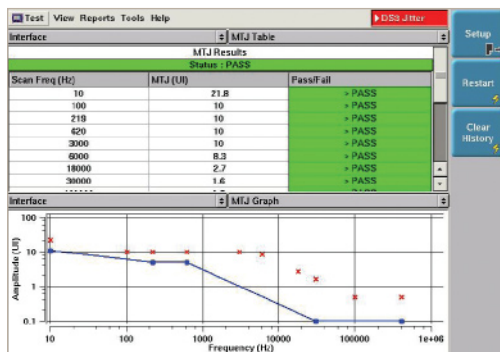 Test View Reports Tools Help DS3 Jitter
Interface MTJ Table
MTJ Results
Status : PASS
Scan Freq (Hz) MTJ (UI) Pass/Fail
10 21.8 > PASS
100 10 > PASS
219 10 > PASS
620 10 > PASS
3000 10 > PASS
6000 8.3 > PASS
18000 2.7 > PASS
30000 1.6 > PASS
Interface MTJ Graph
Amplitude (UI)
100
10
1
0.1
10 100 1000 10000 100000 1e+06
Frequency (Hz)
Setup
Restart
Clear
History